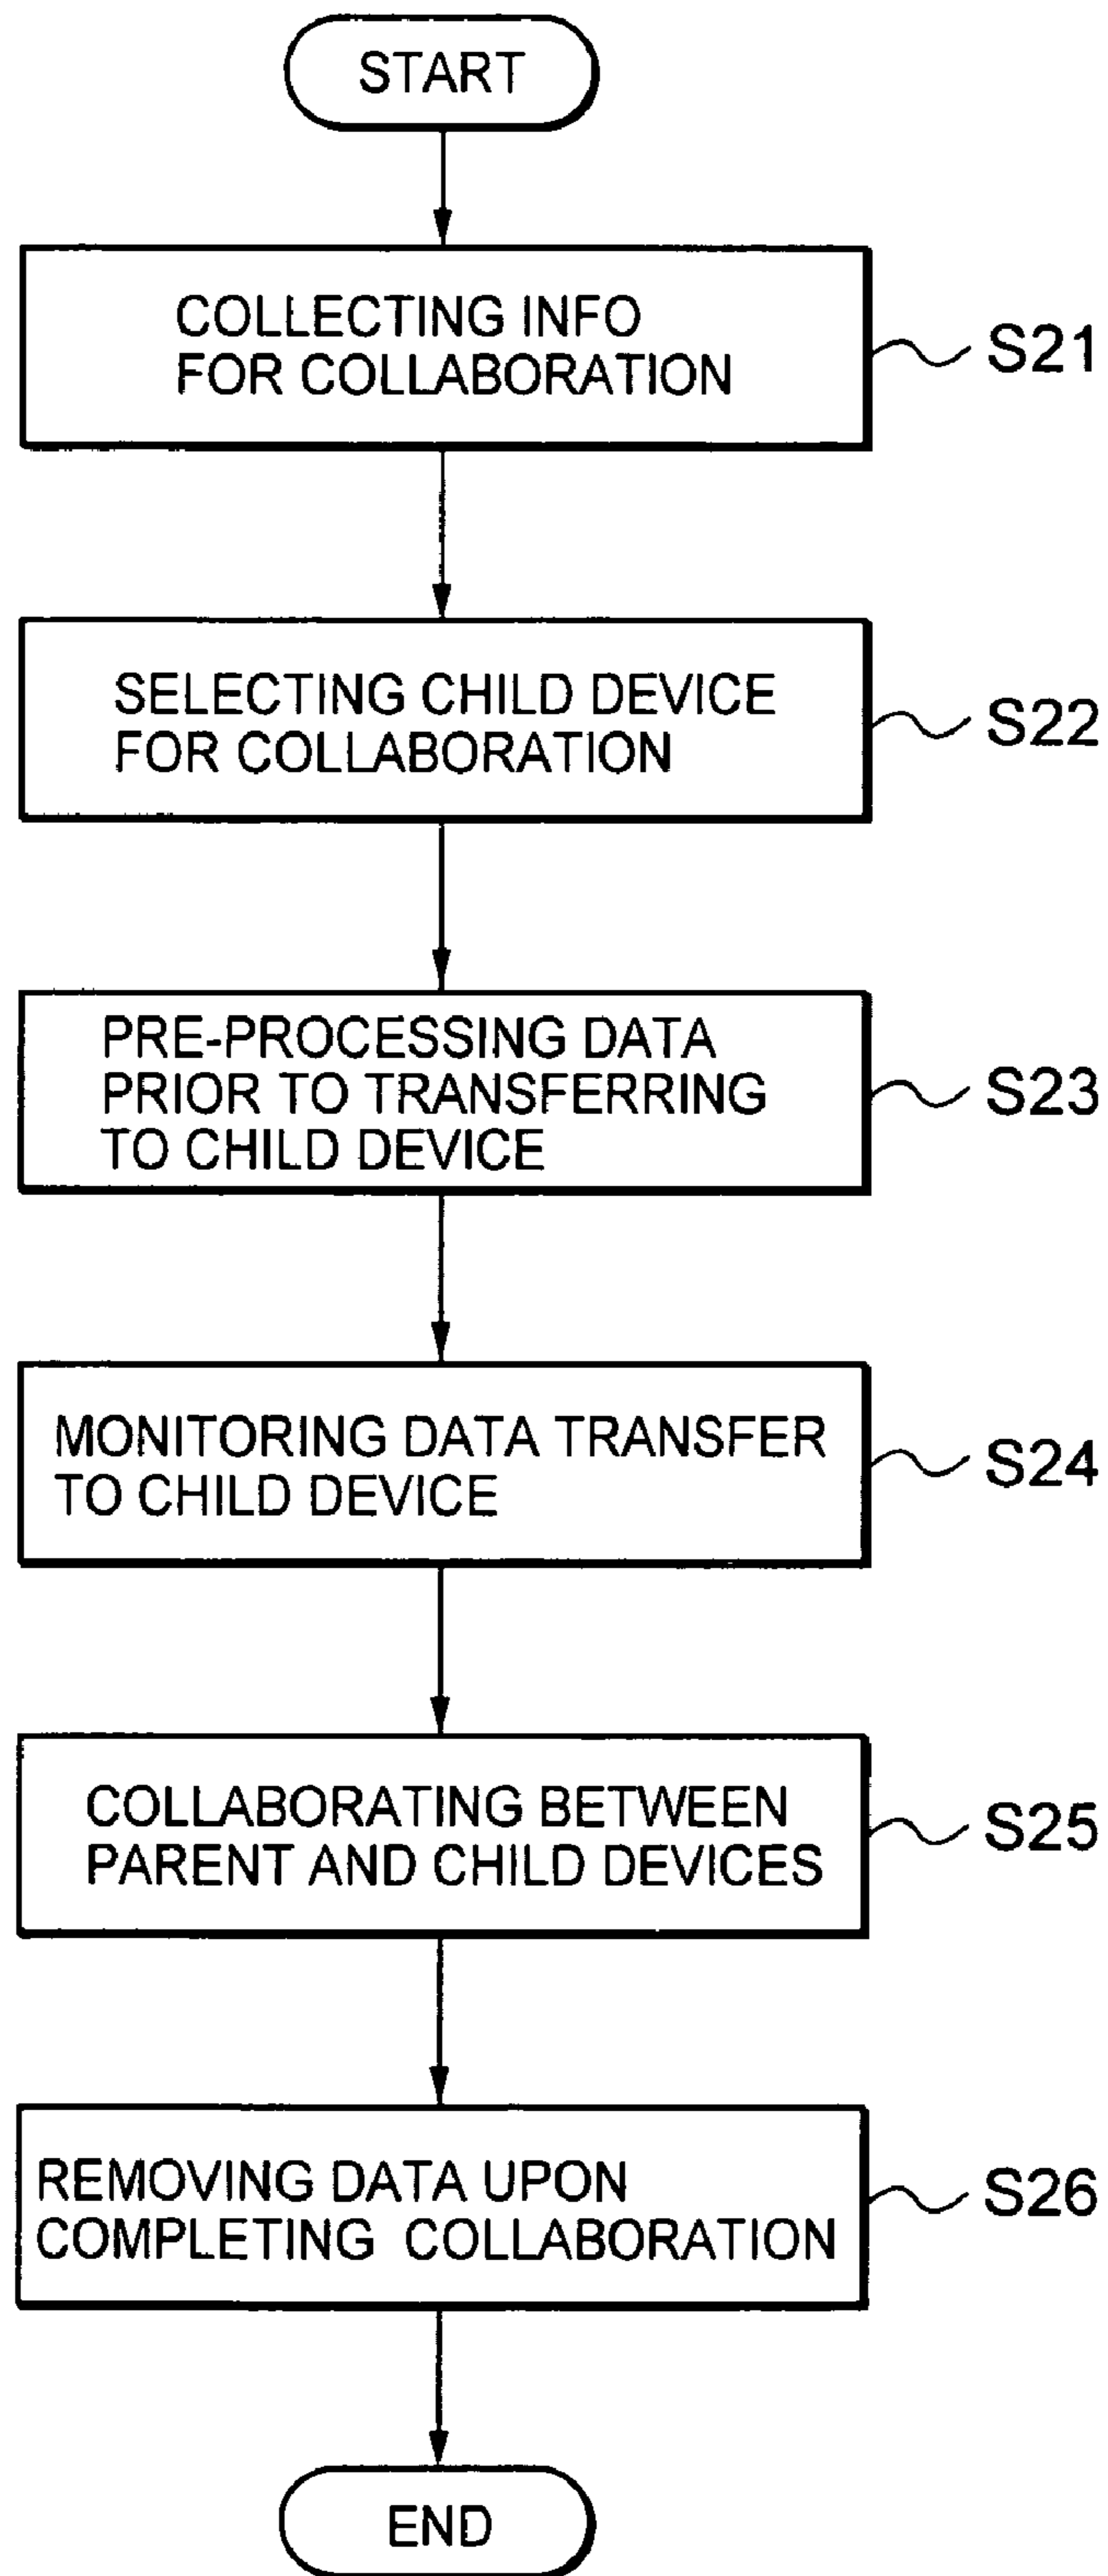 START
COLLECTING INFO
FOR COLLABORATION
S21
SELECTING CHILD DEVICE
FOR COLLABORATION
S22
PRE-PROCESSING DATA
PRIOR TO TRANSFERRING
TO CHILD DEVICE
S23
MONITORING DATA TRANSFER
TO CHILD DEVICE
S24
COLLABORATING BETWEEN
PARENT AND CHILD DEVICES
S25
REMOVING DATA UPON
COMPLETING COLLABORATION
S26
END